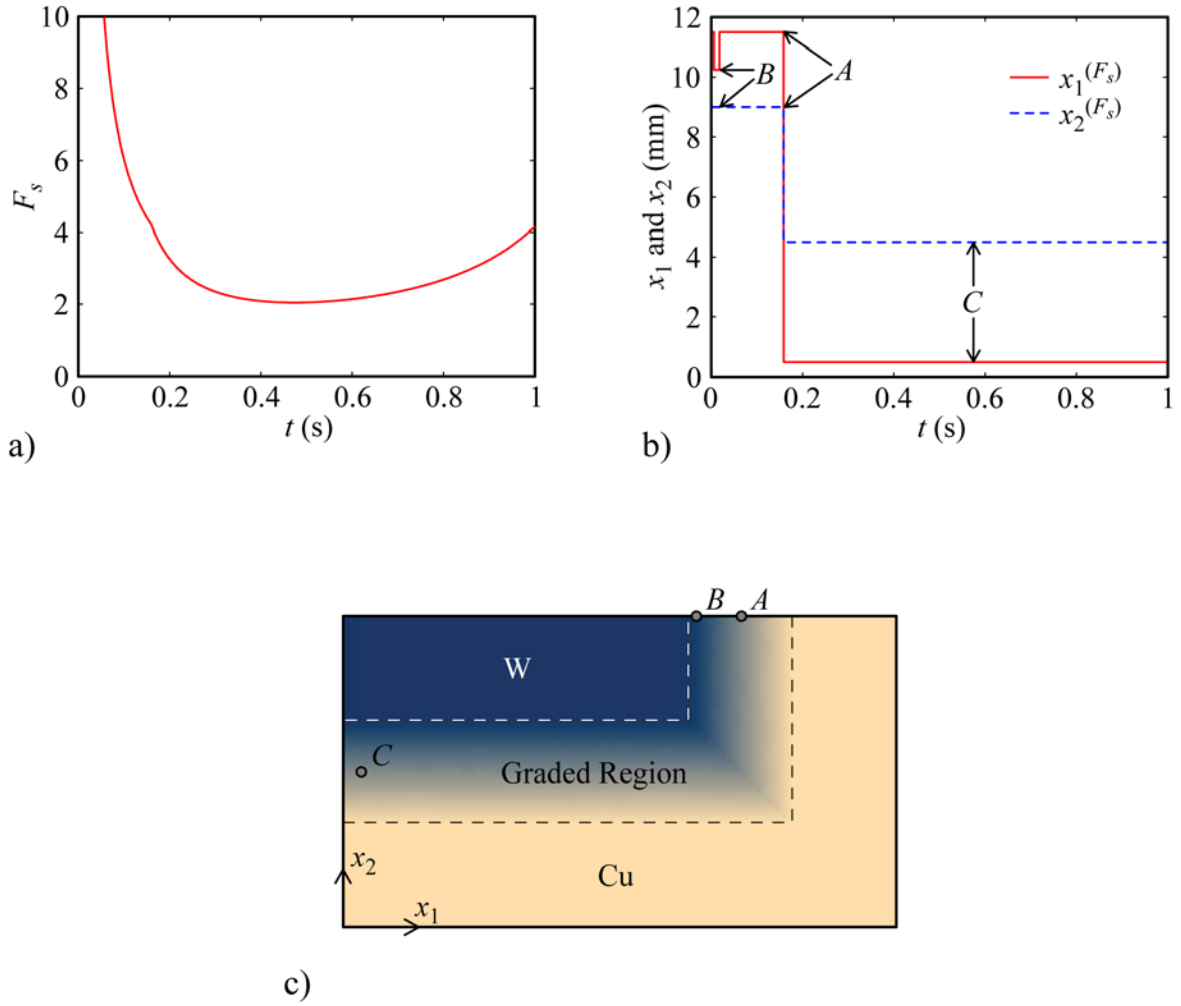 10
8
6
4
2
0
F_s
0 0.2 0.4 0.6 0.8 1
t (s)
a)
12
10
8
6
4
2
0
x_1 and x_2 (mm)
B
A
C
x_1^(F_s)
x_2^(F_s)
0 0.2 0.4 0.6 0.8 1
t (s)
b)
B A
W
C
Graded Region
x_2
Cu
x_1
c)